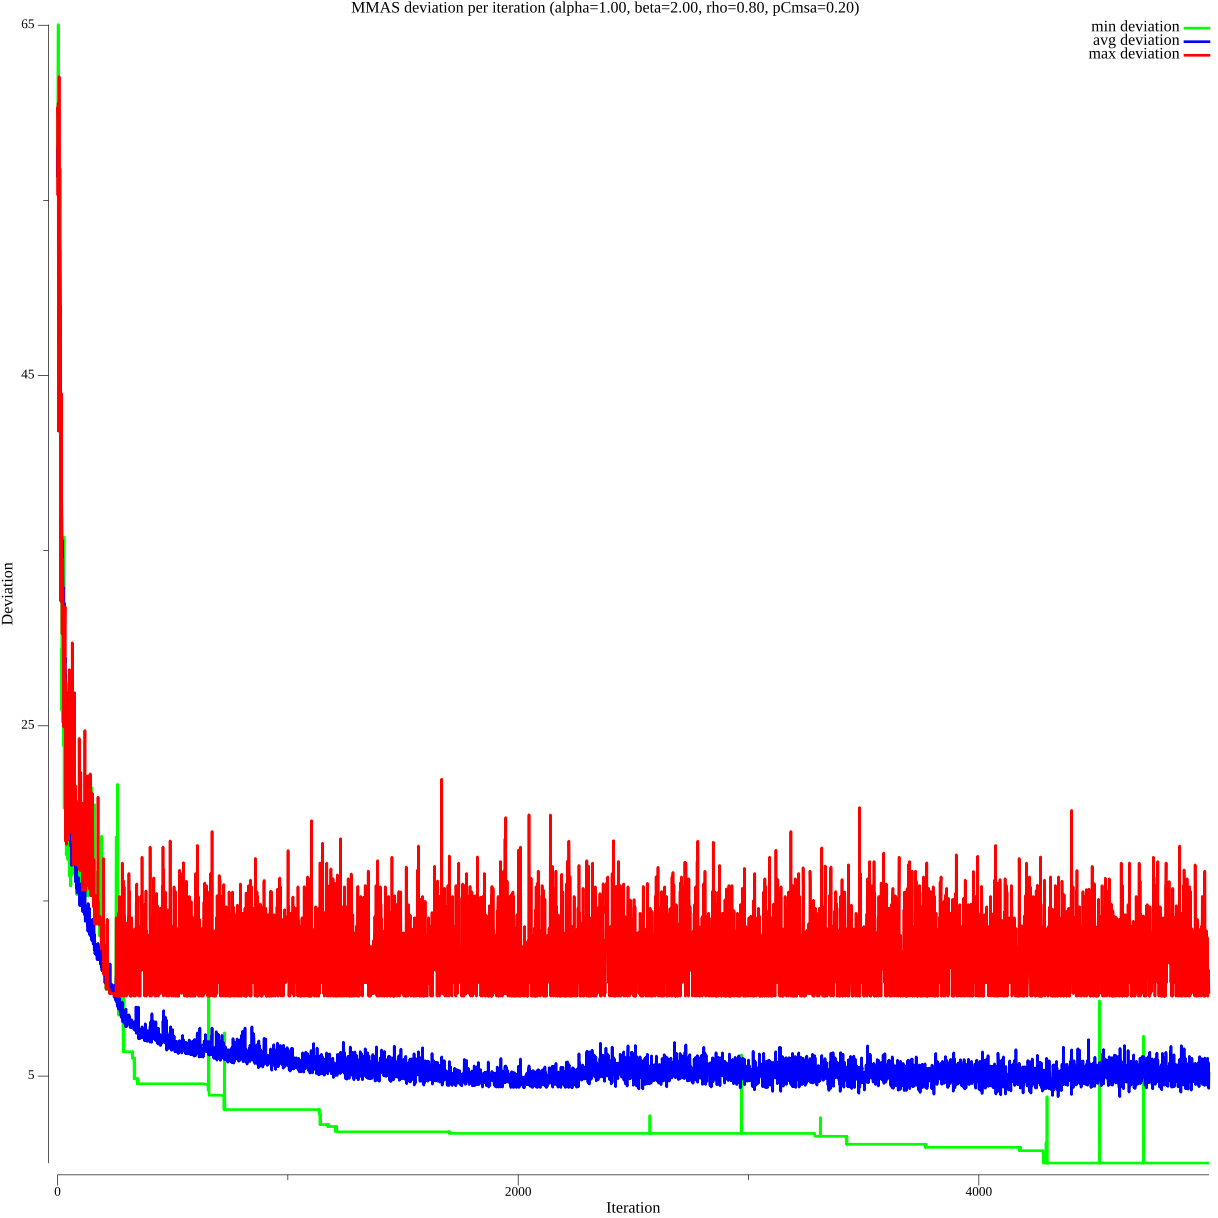 MMAS deviation per iteration (alpha=1.00, beta=2.00, rho=0.80, pCmsa=0.20)
65
min deviation
avg deviation
max deviation
45
Deviation
25
5
0
2000
4000
Iteration